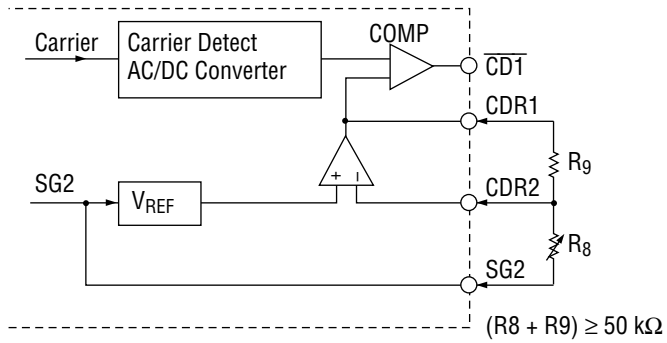 Carrier
Carrier Detect
AC/DC Converter
COMP
CD1
CDR1
R9
+ –
SG2
VREF
CDR2
R8
SG2
(R8 + R9) ≥ 50 kΩ